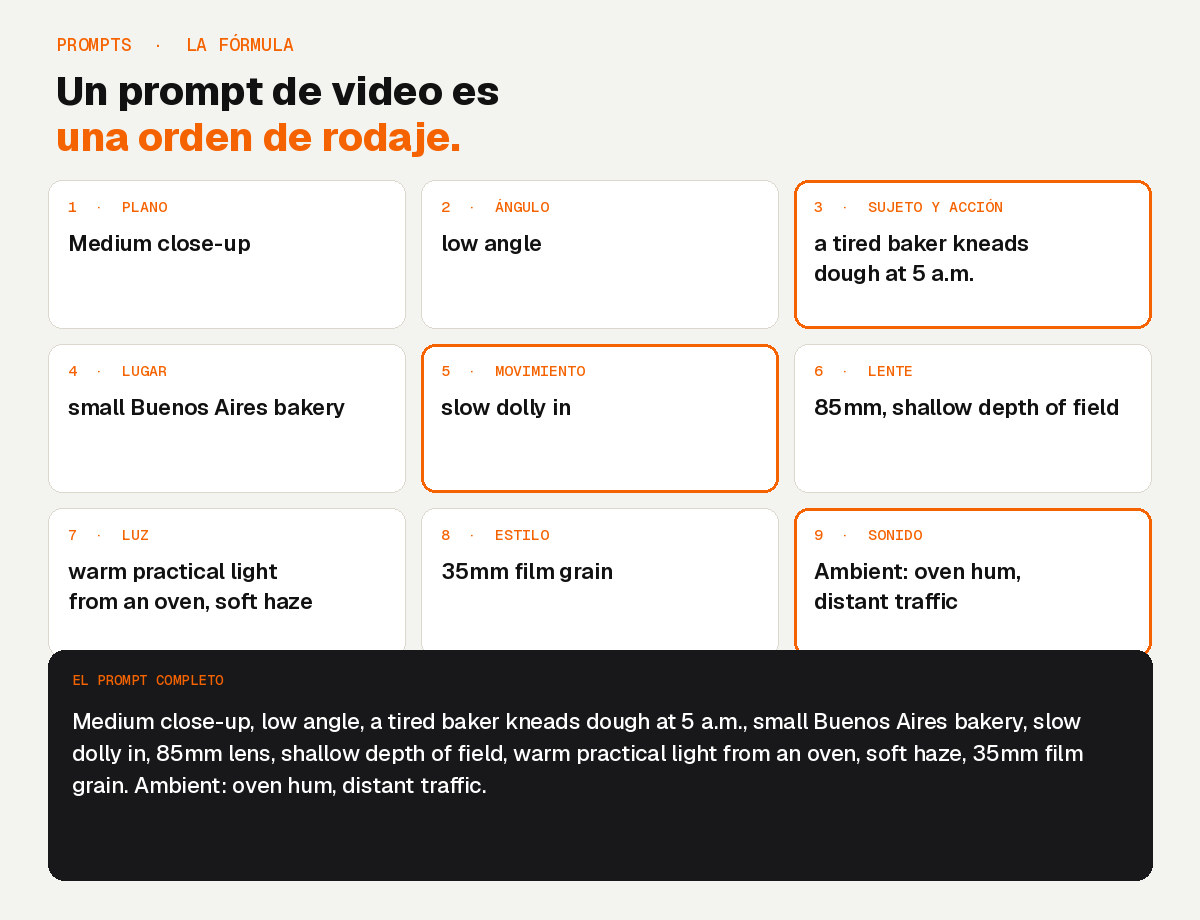 PROMPTS · LA FÓRMULA
Un prompt de video es
una orden de rodaje.
1 · PLANO
Medium close-up
2 · ÁNGULO
low angle
3 · SUJETO Y ACCIÓN
a tired baker kneads
dough at 5 a.m.
4 · LUGAR
small Buenos Aires bakery
5 · MOVIMIENTO
slow dolly in
6 · LENTE
85mm, shallow depth of field
7 · LUZ
warm practical light
from an oven, soft haze
8 · ESTILO
35mm film grain
9 · SONIDO
Ambient: oven hum,
distant traffic
EL PROMPT COMPLETO
Medium close-up, low angle, a tired baker kneads dough at 5 a.m., small Buenos Aires bakery, slow
dolly in, 85mm lens, shallow depth of field, warm practical light from an oven, soft haze, 35mm film
grain. Ambient: oven hum, distant traffic.